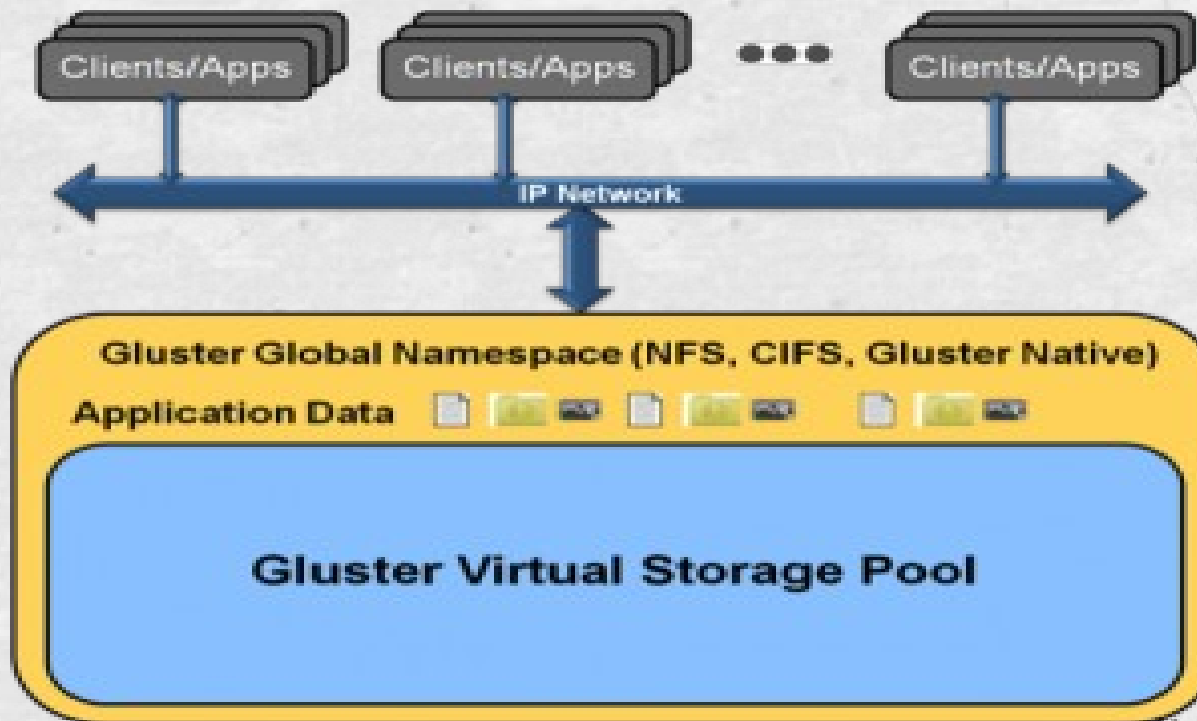 Clients/Apps Clients/Apps Clients/Apps
IP Network
Gluster Global Namespace (NFS, CIFS, Gluster Native)
Application Data
Gluster Virtual Storage Pool